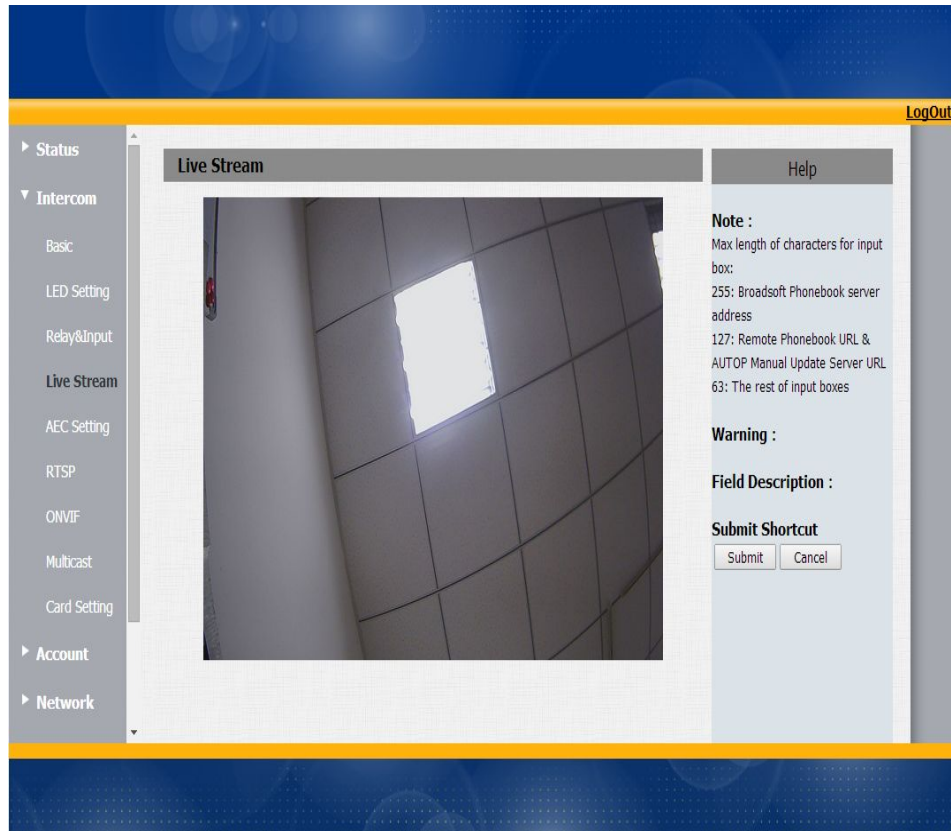 LogOut
Status
Intercom
Basic
LED Setting
Relay&Input
Live Stream
AEC Setting
RTSP
ONVIF
Multicast
Card Setting
Account
Network
Live Stream
Help
Note :
Max length of characters for input
box:
255: Broadsoft Phonebook server
address
127: Remote Phonebook URL &
AUTOP Manual Update Server URL
63: The rest of input boxes
Warning :
Field Description :
Submit Shortcut
Submit Cancel